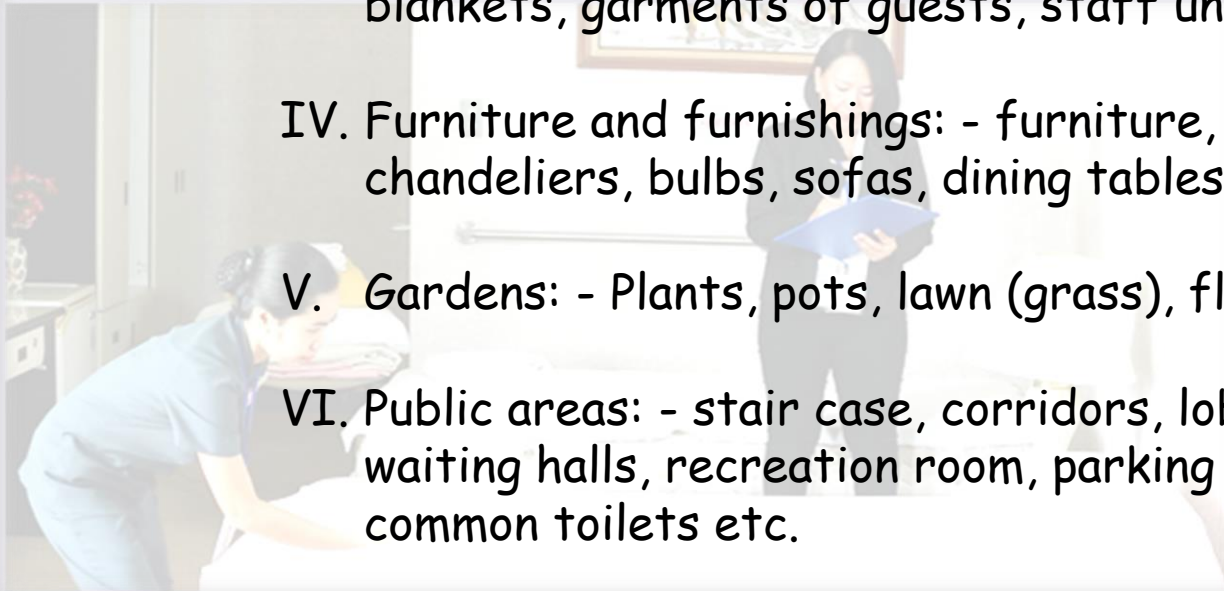 blankets, garments of guests, staff
IV. Furniture and furnishings: - furniture,
chandeliers, bulbs, sofas, dining tables
V. Gardens: - Plants, pots, lawn (grass),
VI. Public areas: - stair case, corridors,
waiting halls, recreation room, parking
common toilets etc.